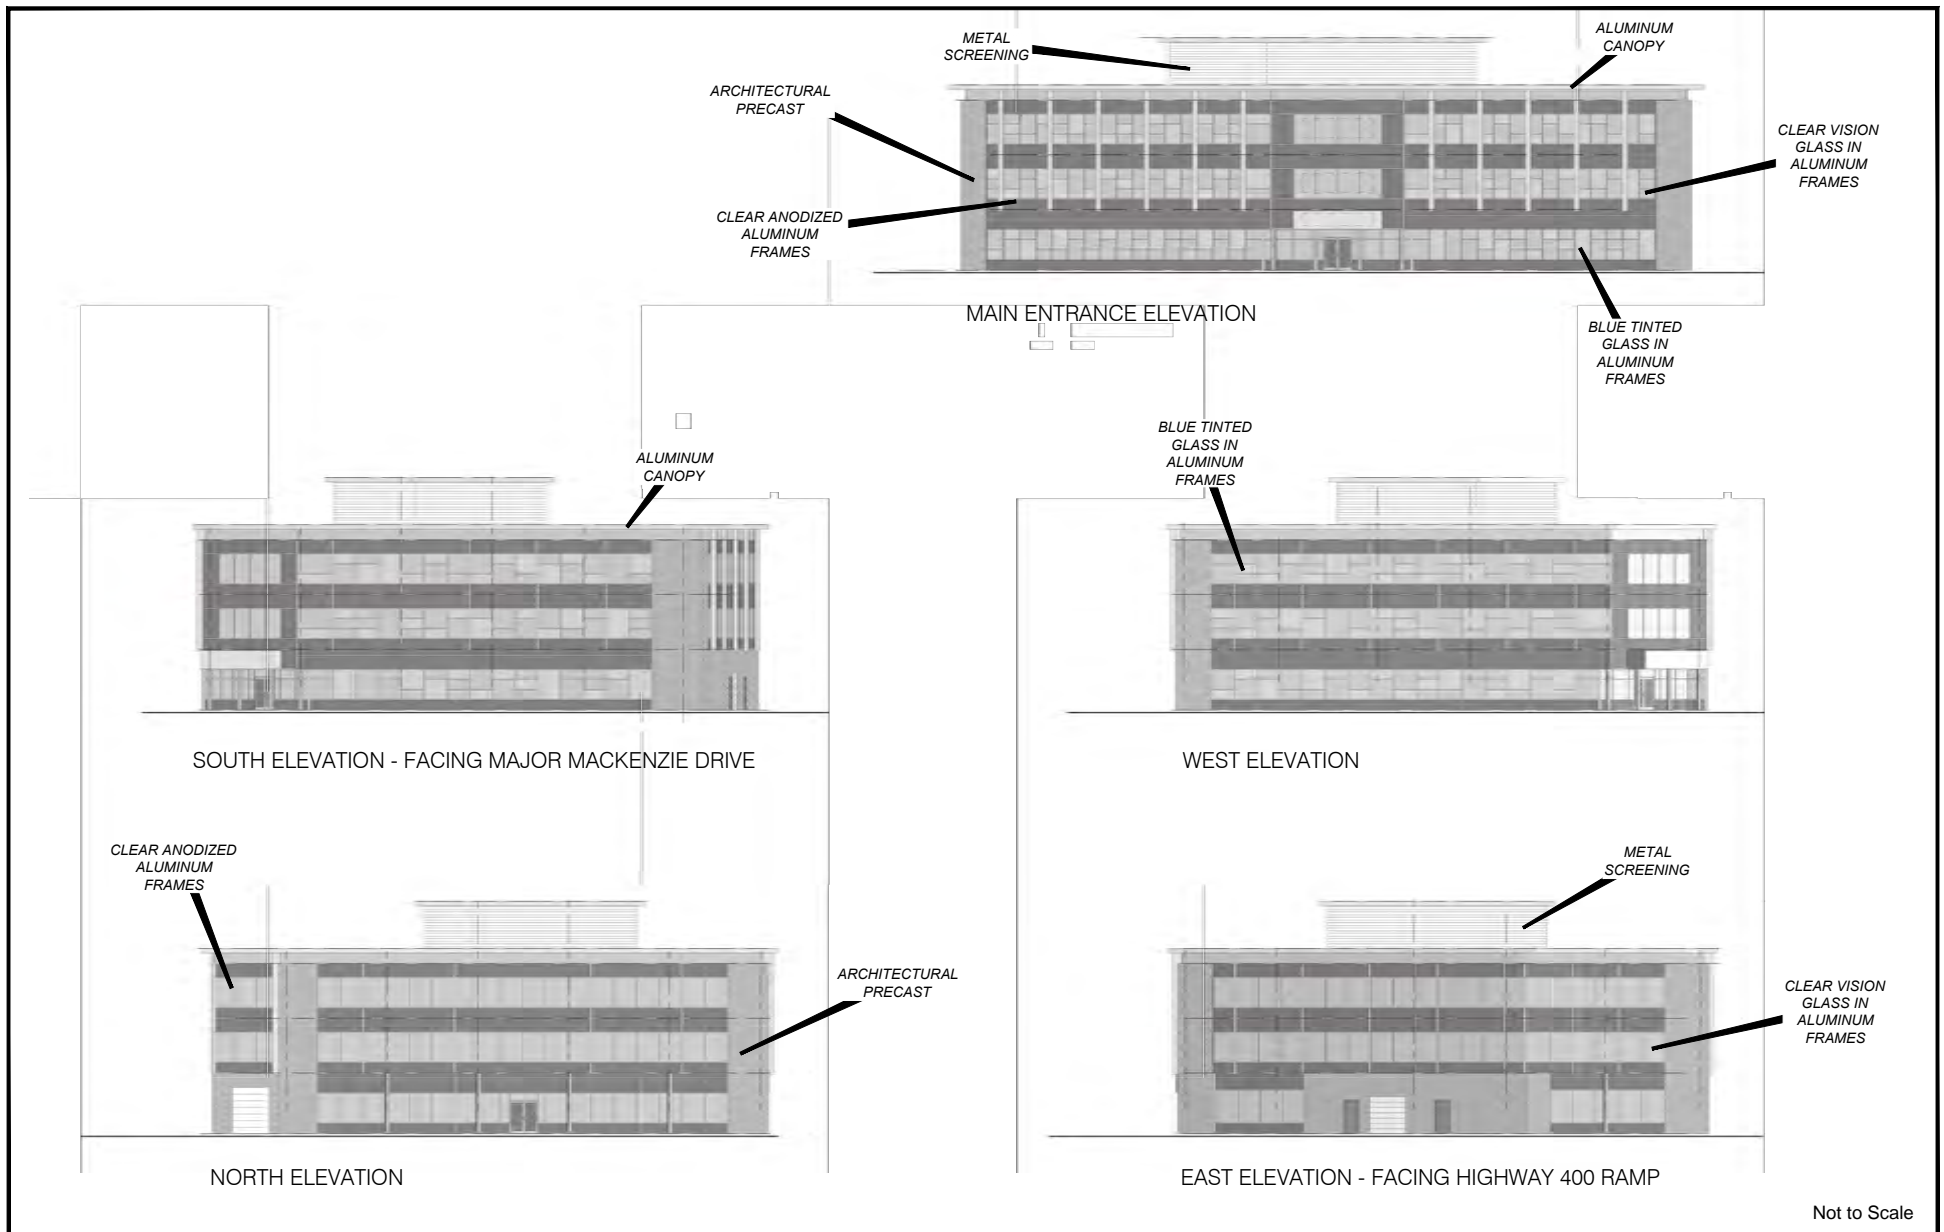 METAL
SCREENING
ALUMINUM
CANOPY
ARCHITECTURAL
PRECAST
CLEAR VISION
GLASS IN
ALUMINUM
FRAMES
CLEAR ANODIZED
ALUMINUM
FRAMES
MAIN ENTRANCE ELEVATION
BLUE TINTED
GLASS IN
ALUMINUM
FRAMES
ALUMINUM
CANOPY
BLUE TINTED
GLASS IN
ALUMINUM
FRAMES
SOUTH ELEVATION - FACING MAJOR MACKENZIE DRIVE
WEST ELEVATION
CLEAR ANODIZED
ALUMINUM
FRAMES
ARCHITECTURAL
PRECAST
METAL
SCREENING
CLEAR VISION
GLASS IN
ALUMINUM
FRAMES
NORTH ELEVATION
EAST ELEVATION - FACING HIGHWAY 400 RAMP
Not to Scale